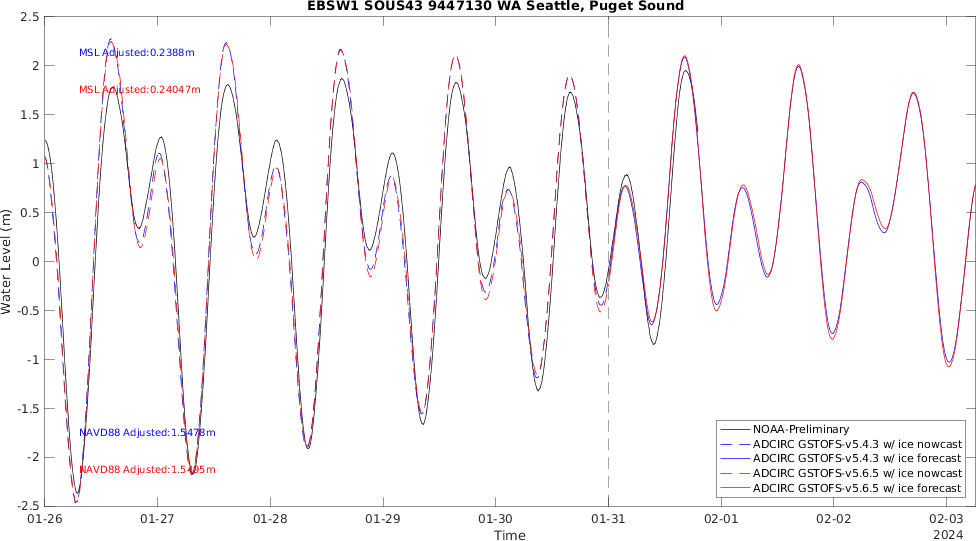 EBSW1 SOUS43 9447130 WA Seattle, Puget Sound
2.5
2
1.5
1
0.5
0
-0.5
-1
-1.5
-2
-2.5
Water Level (m)
MSL Adjusted:0.2388m
MSL Adjusted:0.24047m
NAVD88 Adjusted:1.5478m
NAVD88 Adjusted:1.5495m
NOAA-Preliminary
ADCIRC GSTOFS-v5.4.3 w/ ice nowcast
ADCIRC GSTOFS-v5.4.3 w/ ice forecast
ADCIRC GSTOFS-v5.6.5 w/ ice nowcast
ADCIRC GSTOFS-v5.6.5 w/ ice forecast
01-26 01-27 01-28 01-29 01-30 01-31 02-01 02-02 02-03
Time
2024